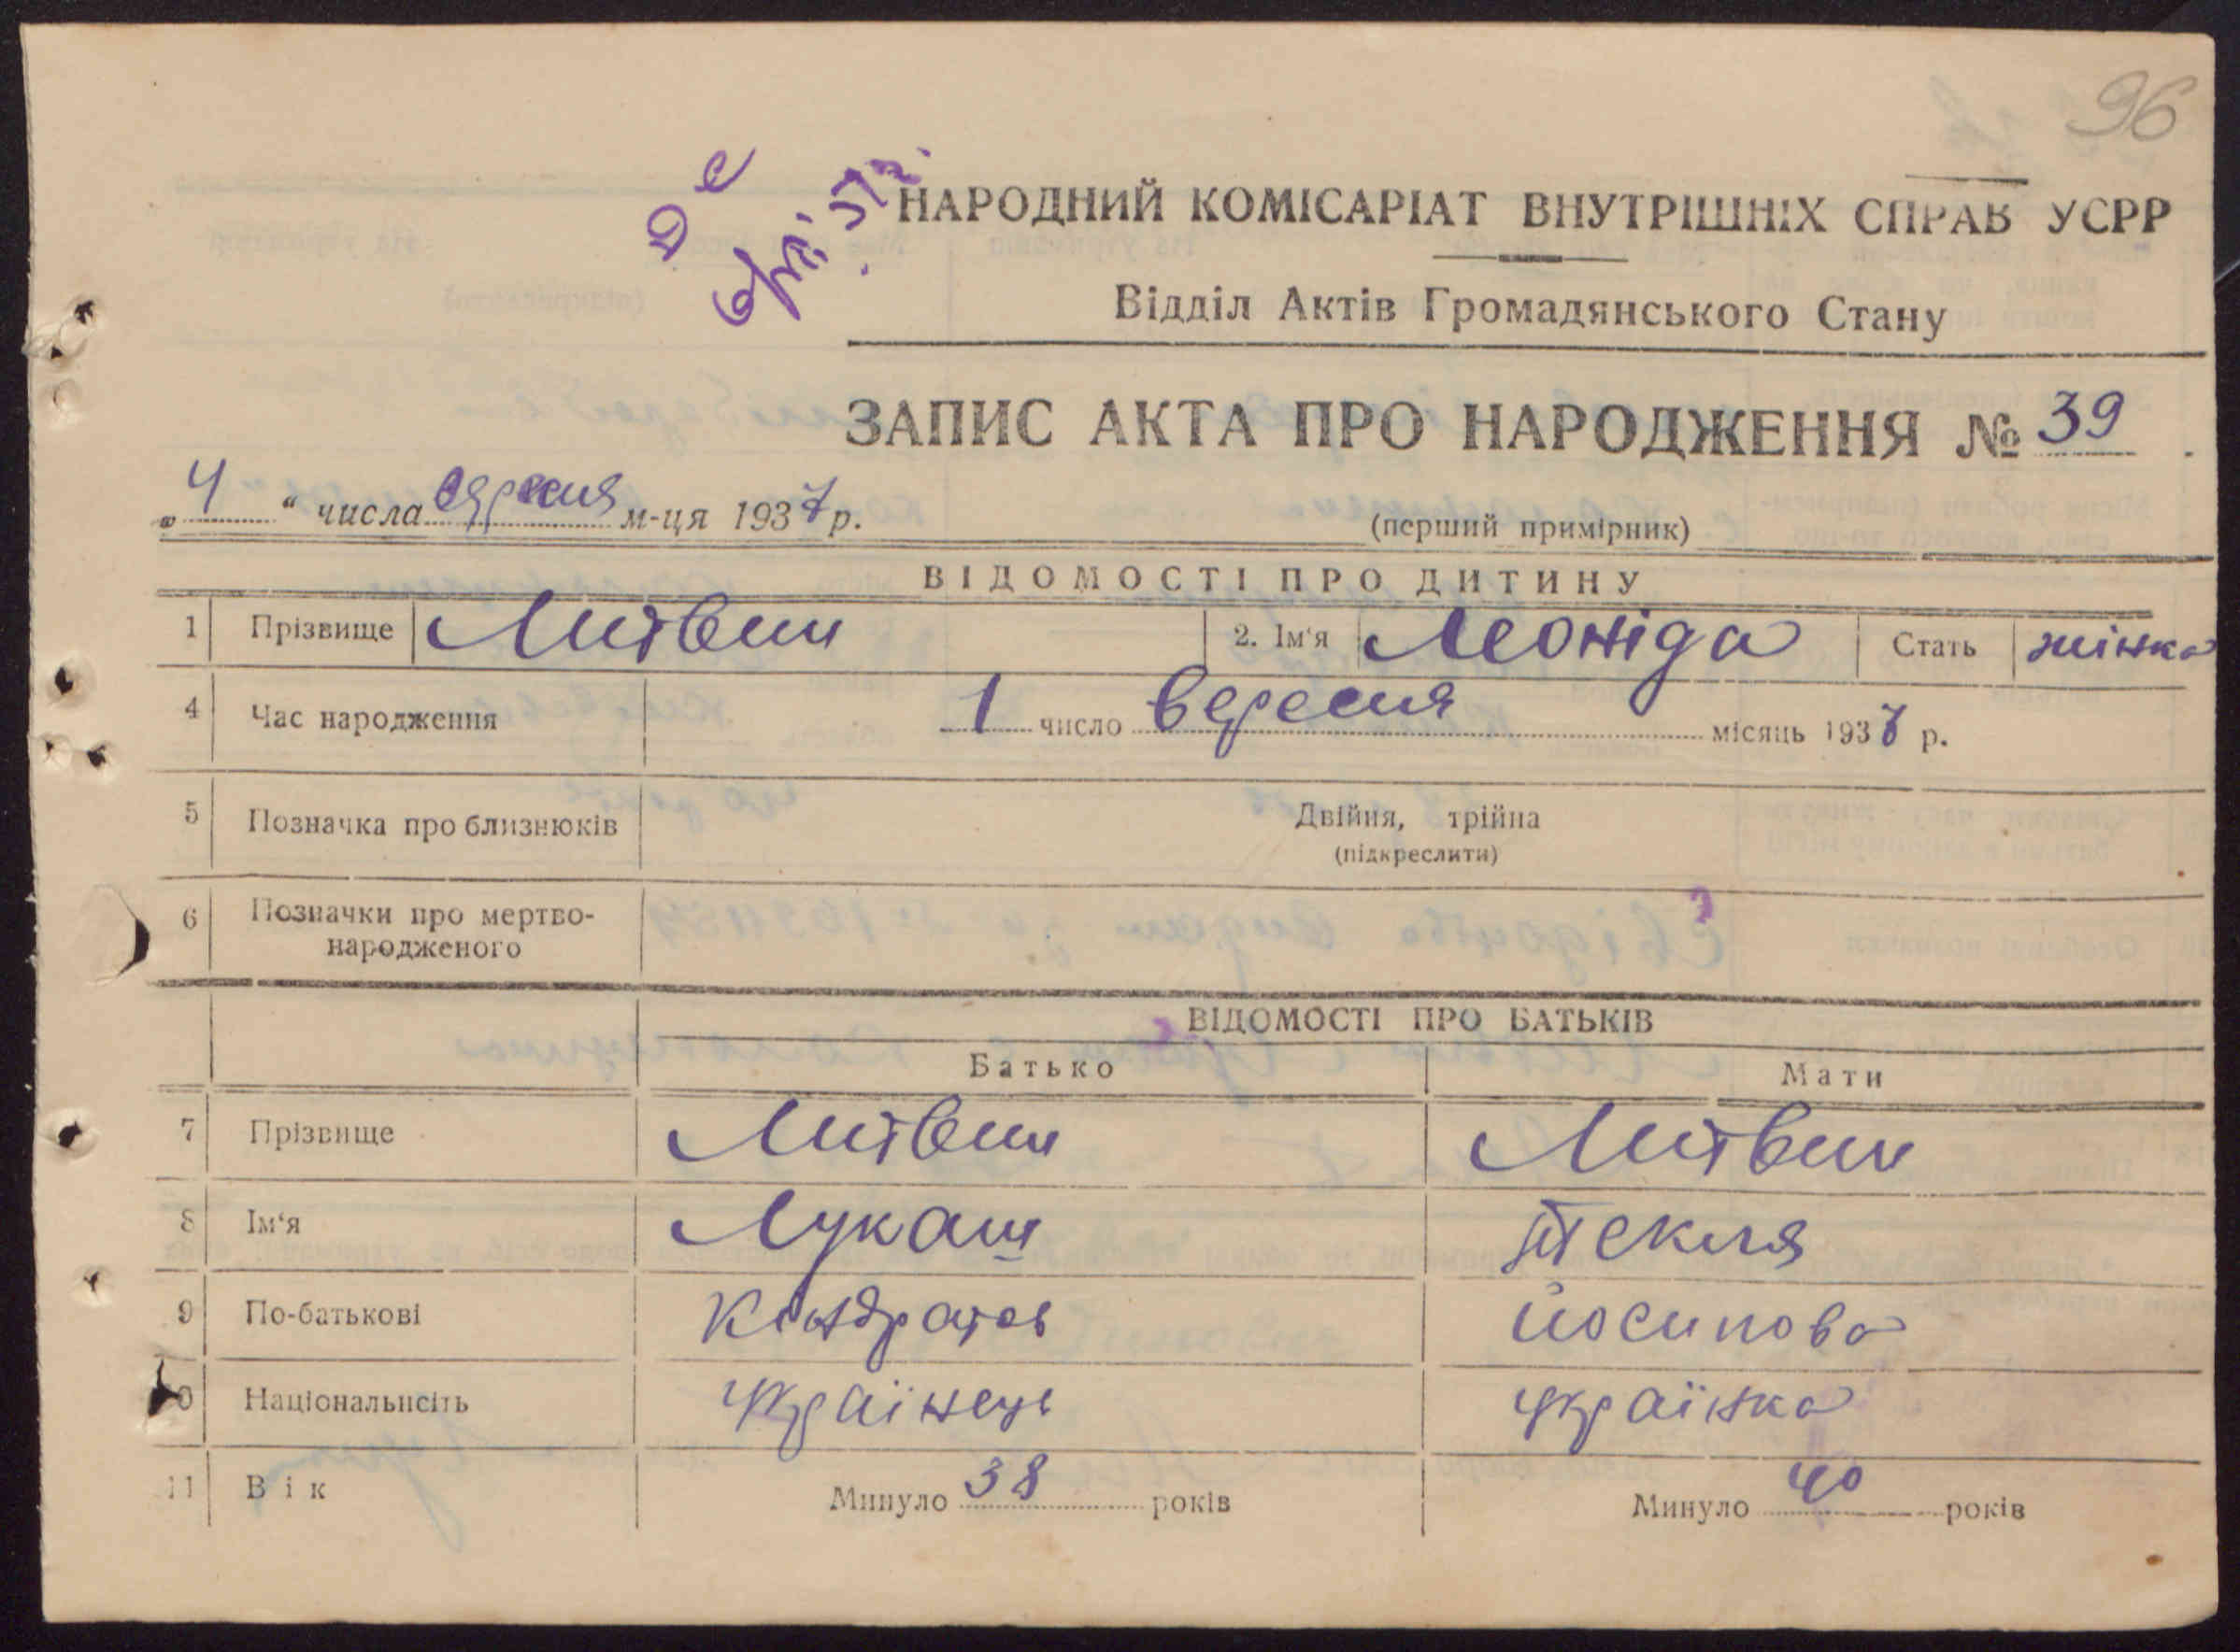 96
НАРОДНИЙ КОМІСАРІАТ ВНУТРІШНІХ СПРАВ УСРР
Відділ Актів Громадянського Стану
ЗАПИС АКТА ПРО НАРОДЖЕННЯ № 39
„ 4 “ числа м-ця 1937 р.
(перший примірник)
ВІДОМОСТІ ПРО ДИТИНУ
1 Прізвище Литвин 2. Ім‘я Леоніда Стать жінка
4 Час народження 1 число вересня місяць 1937 р.
5 Позначка про близнюків Двійня, трійна
(підкреслити)
6 Позначки про мертво-
народженого
ВІДОМОСТІ ПРО БАТЬКІВ
Батько Мати
7 Прізвище Литвин Литвин
8 Ім‘я Лукаш Текля
9 По-батькові Кондратов Йосипова
10 Національнсіть Українець Українка
11 Вік Минуло 38 років Минуло 40 років